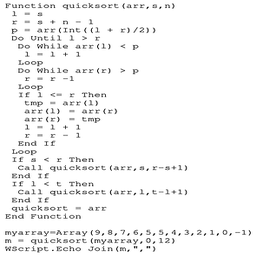 Function quicksort(arr,s,n)
  l = s
  r = s + n - 1
  p = arr(Int((l + r)/2))
  Do Until l > r
    Do While arr(l) < p
      l = l + 1
    Loop
    Do While arr(r) > p
      r = r -1
    Loop
    If l <= r Then
      tmp = arr(l)
      arr(l) = arr(r)
      arr(r) = tmp
      l = l + 1
      r = r - 1
    End If
  Loop
  If s < r Then
    Call quicksort(arr,s,r-s+1)
  End If
  If l < t Then
    Call quicksort(arr,l,t-l+1)
  End If
  quicksort = arr
End Function

myarray=Array(9,8,7,6,5,5,4,3,2,1,0,-1)
m = quicksort(myarray,0,12)
WScript.Echo Join(m,",")